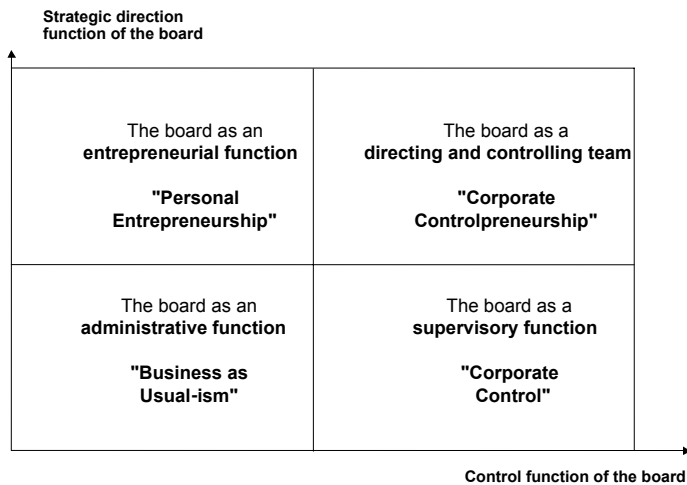 Strategic direction
function of the board
The board as an
entrepreneurial function
"Personal
Entrepreneurship"
The board as a
directing and controlling team
"Corporate
Controlpreneurship"
The board as an
administrative function
"Business as
Usual-ism"
The board as a
supervisory function
"Corporate
Control"
Control function of the board